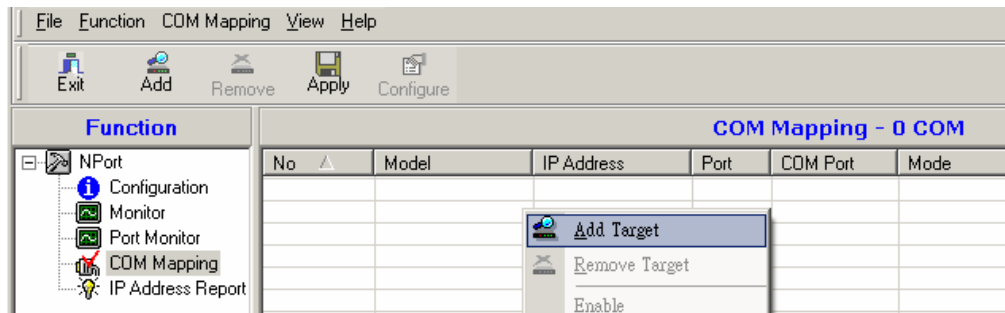 File Function COM Mapping View Help
Exit Add Remove Apply Configure
Function
COM Mapping - 0 COM
NPort
Configuration
Monitor
Port Monitor
COM Mapping
IP Address Report
No Model IP Address Port COM Port Mode
Add Target
Remove Target
Enable